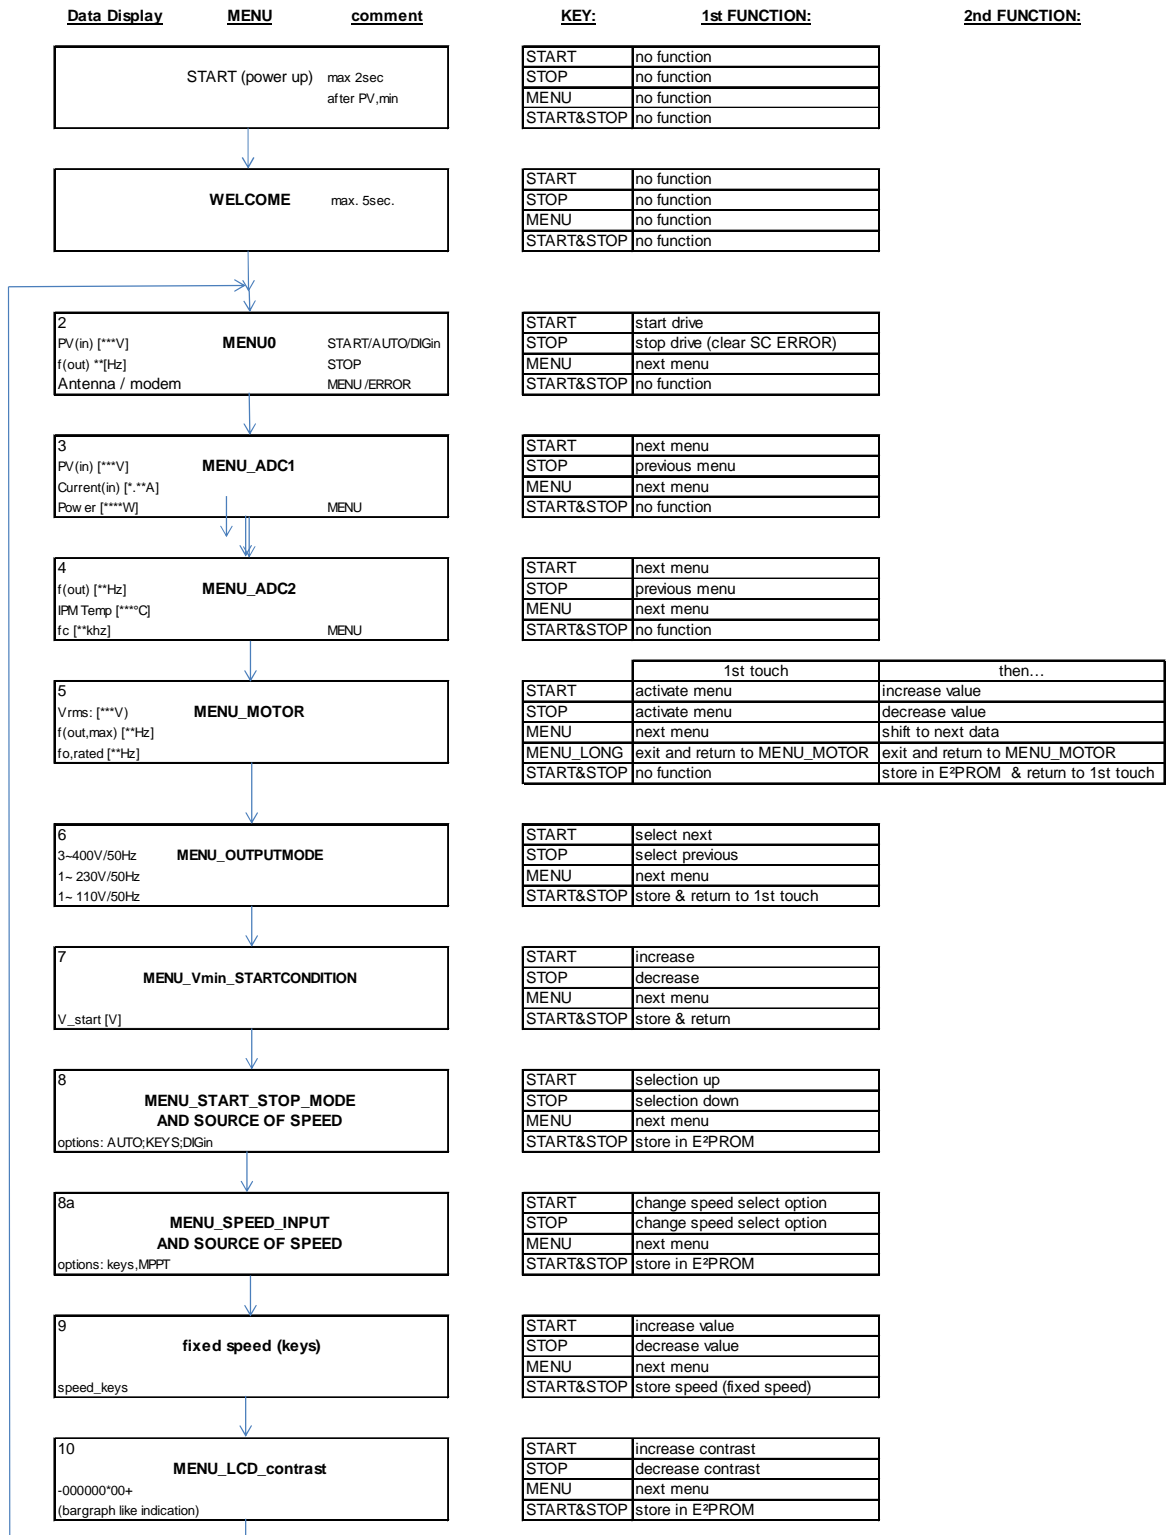 Data Display MENU comment KEY: 1st FUNCTION: 2nd FUNCTION:
START (power up) max 2sec
after PV,min
START no function
STOP no function
MENU no function
START&STOP no function
WELCOME max. 5sec.
START no function
STOP no function
MENU no function
START&STOP no function
2
PV(in) [***V] MENU0 START/AUTO/DIGin
f(out) **[Hz] STOP
Antenna / modem MENU /ERROR
START start drive
STOP stop drive (clear SC ERROR)
MENU next menu
START&STOP no function
3
PV(in) [***V] MENU_ADC1
Current(in) [*.**A]
Power [****W] MENU
START next menu
STOP previous menu
MENU next menu
START&STOP no function
4
f(out) [**Hz] MENU_ADC2
IPM Temp [***°C]
fc [**khz] MENU
START next menu
STOP previous menu
MENU next menu
START&STOP no function
5
Vrms: [***V) MENU_MOTOR
f(out,max) [**Hz]
fo,rated [**Hz]
1st touch then…
START activate menu increase value
STOP activate menu decrease value
MENU next menu shift to next data
MENU_LONG exit and return to MENU_MOTOR exit and return to MENU_MOTOR
START&STOP no function store in E²PROM & return to 1st touch
6
3~400V/50Hz MENU_OUTPUTMODE
1~ 230V/50Hz
1~ 110V/50Hz
START select next
STOP select previous
MENU next menu
START&STOP store & return to 1st touch
7
MENU_Vmin_STARTCONDITION
V_start [V]
START increase
STOP decrease
MENU next menu
START&STOP store & return
8
MENU_START_STOP_MODE
AND SOURCE OF SPEED
options: AUTO;KEYS;DIGin
START selection up
STOP selection down
MENU next menu
START&STOP store in E²PROM
8a
MENU_SPEED_INPUT
AND SOURCE OF SPEED
options: keys,MPPT
START change speed select option
STOP change speed select option
MENU next menu
START&STOP store in E²PROM
9
fixed speed (keys)
speed_keys
START increase value
STOP decrease value
MENU next menu
START&STOP store speed (fixed speed)
10
MENU_LCD_contrast
-000000*00+
(bargraph like indication)
START increase contrast
STOP decrease contrast
MENU next menu
START&STOP store in E²PROM